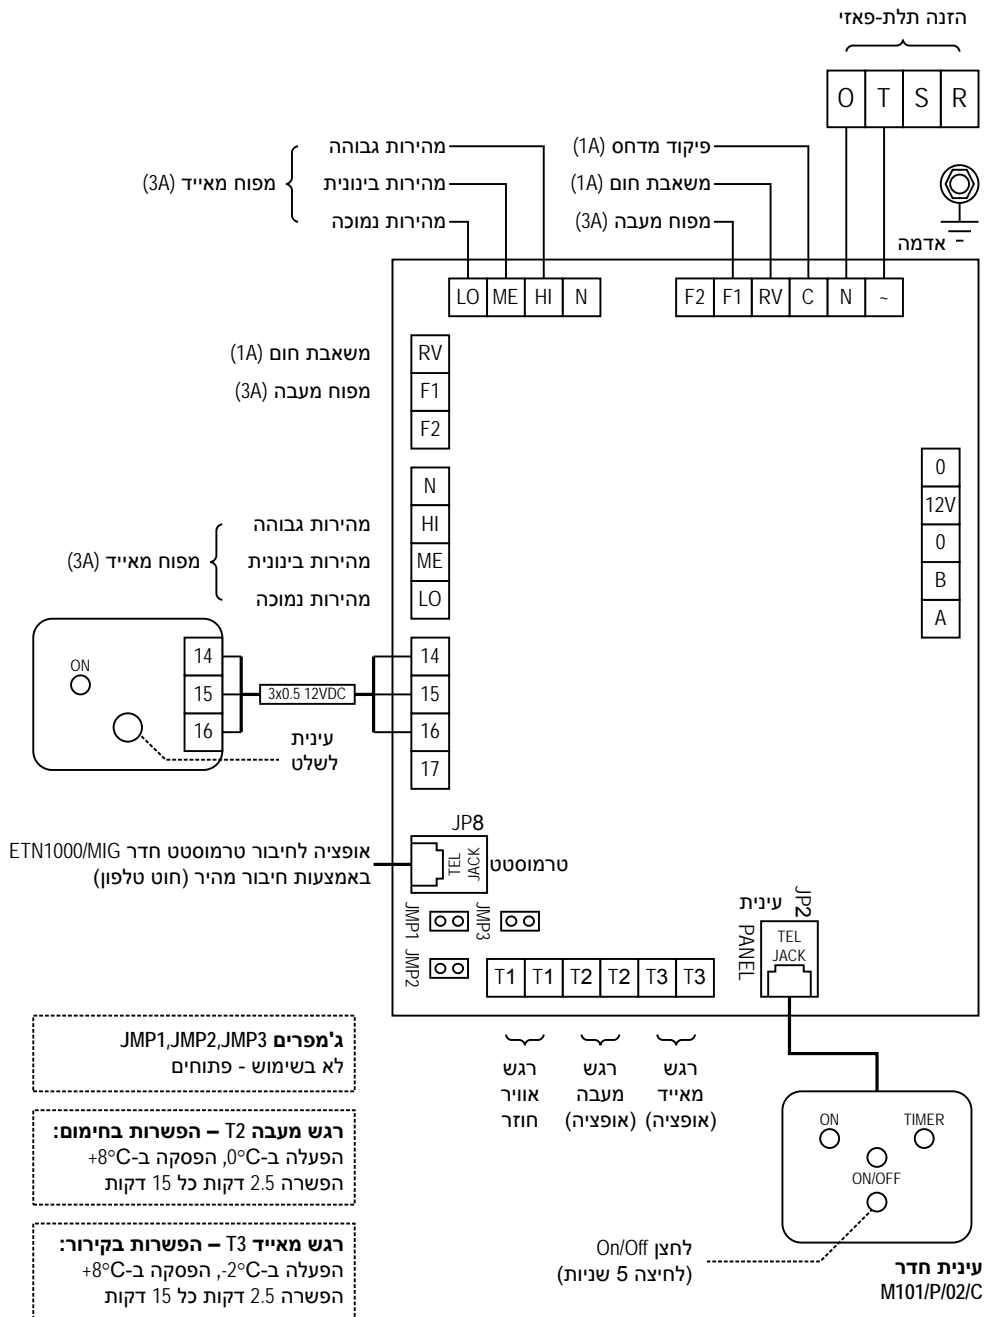 הזנה תלת-פאזי
O T S R
אדמה
מהירות גבוהה
מהירות בינונית
מהירות נמוכה
מפוח מאייד (3A)
פיקוד מדחס (1A)
משאבת חום (1A)
מפוח מעבה (3A)
LO ME HI N
F2 F1 RV C N ~
משאבת חום (1A)
מפוח מעבה (3A)
RV
F1
F2
N
HI
ME
LO
מהירות גבוהה
מהירות בינונית
מהירות נמוכה
מפוח מאייד (3A)
0
12V
0
B
A
ON
14
15
16
3x0.5 12VDC
14
15
16
17
עינית
לשלט
JP8
TEL
JACK
טרמוסטט
אופציה לחיבור טרמוסטט חדר ETN1000/MIG
באמצעות חיבור מהיר (חוט טלפון)
JMP1
JMP3
JMP2
T1 T1 T2 T2 T3 T3
עינית
JP2
PANEL
TEL
JACK
רגש
אוויר
חוזר
רגש
מעבה
(אופציה)
רגש
מאייד
(אופציה)
ג'מפרים JMP1,JMP2,JMP3
לא בשימוש - פתוחים
רגש מעבה T2 – הפשרות בחימום:
הפעלה ב-0°C, הפסקה ב-8°C+
הפשרה 2.5 דקות כל 15 דקות
רגש מאייד T3 – הפשרות בקירור:
הפעלה ב-2°C-, הפסקה ב-8°C+
הפשרה 2.5 דקות כל 15 דקות
ON
TIMER
ON/OFF
לחצן On/Off
(לחיצה 5 שניות)
עינית חדר
M101/P/02/C